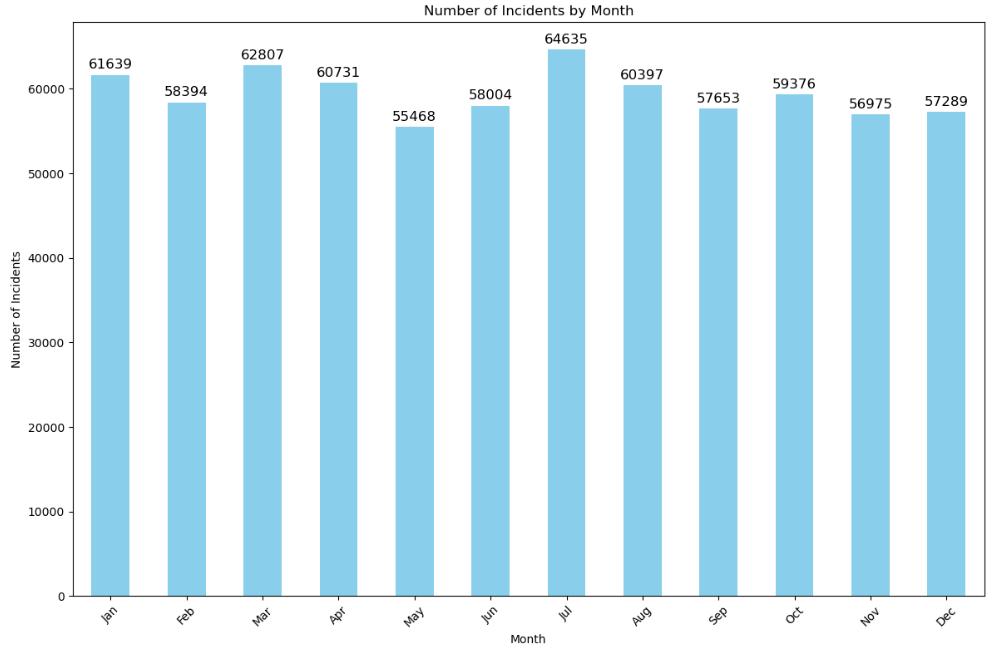 Number of Incidents by Month
Number of Incidents
60000
50000
40000
30000
20000
10000
0
61639
58394
62807
60731
55468
58004
64635
60397
57653
59376
56975
57289
Jan
Feb
Mar
Apr
May
Jun
Jul
Aug
Sep
Oct
Nov
Dec
Month